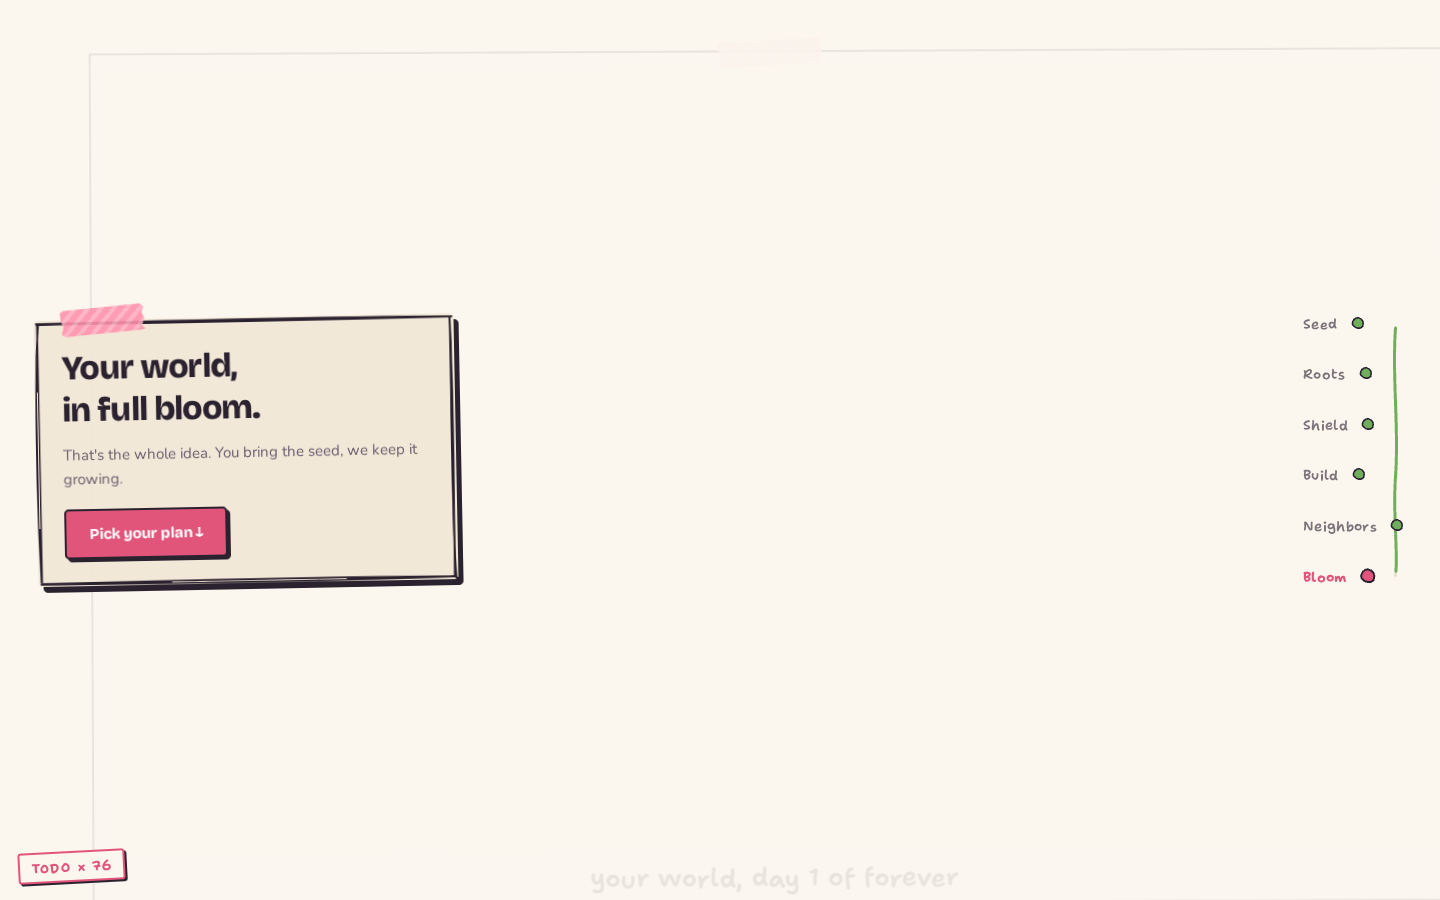 Your world,
in full bloom.
That's the whole idea. You bring the seed, we keep it
growing.
Pick your plan ↓
Seed
Roots
Shield
Build
Neighbors
Bloom
TODO x 76
your world, day 1 of forever